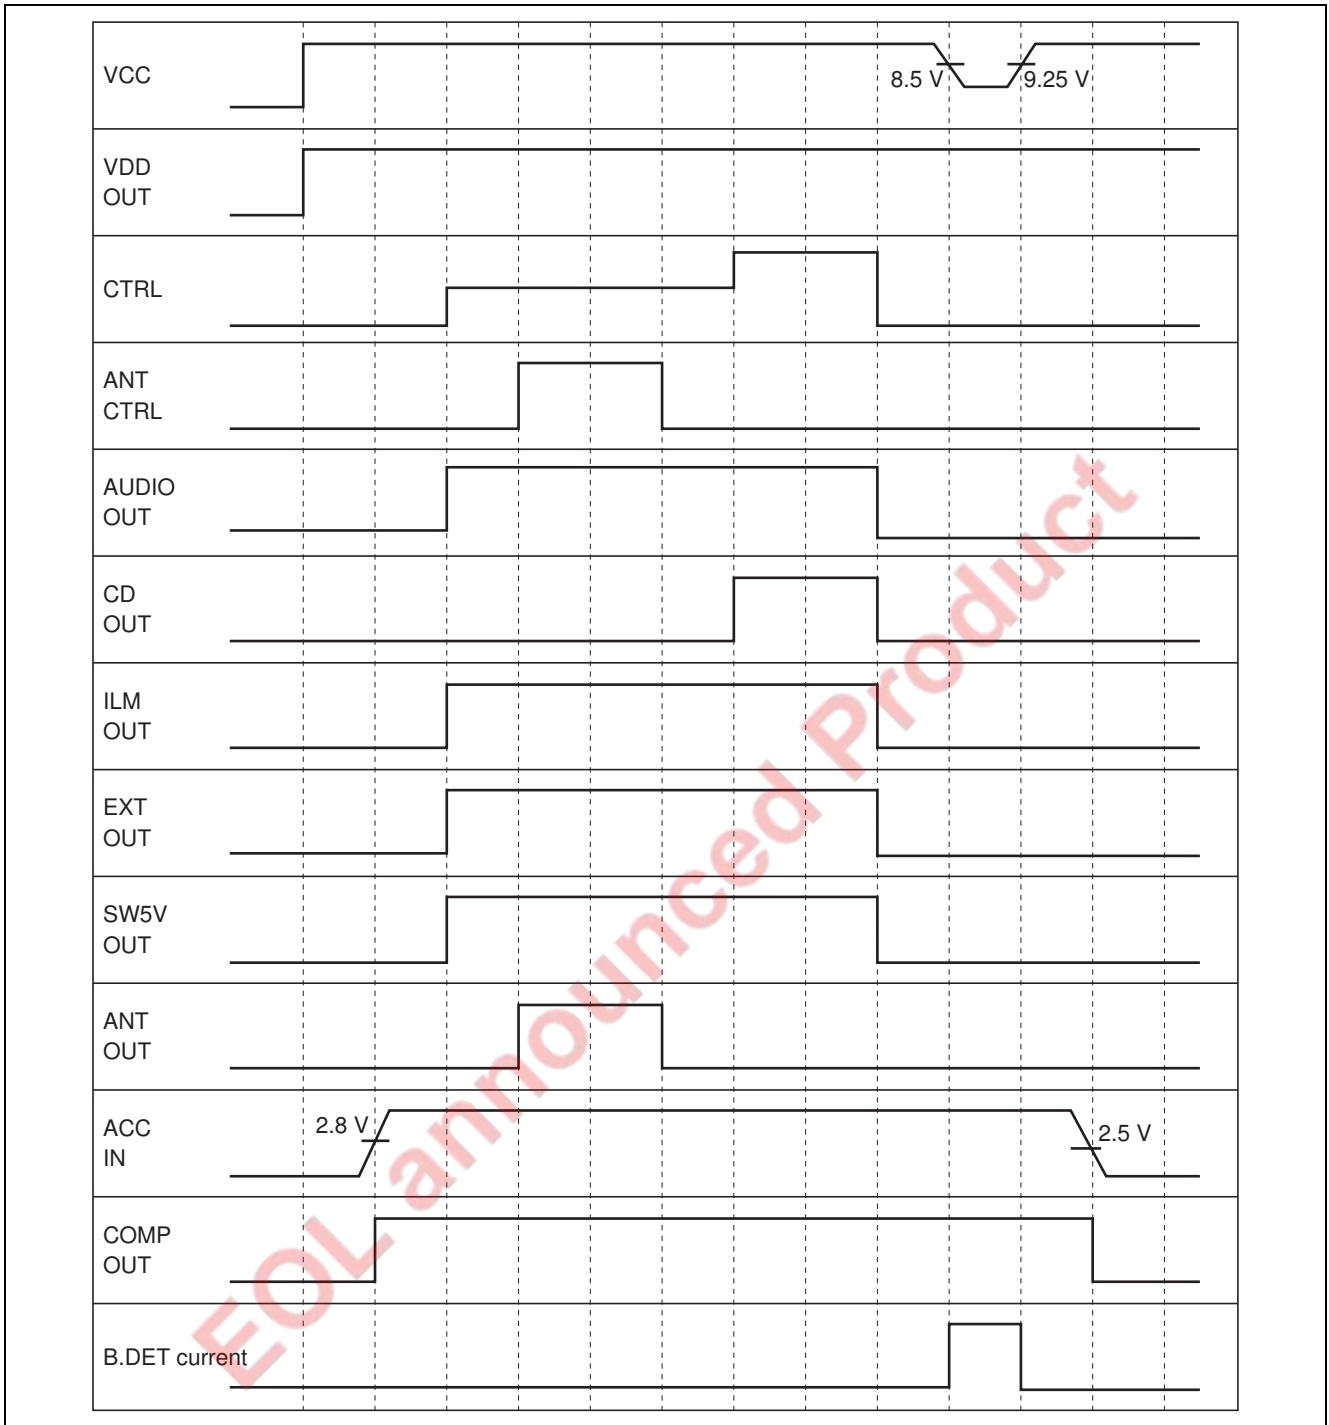 VCC
8.5 V
9.25 V
VDD
OUT
CTRL
ANT
CTRL
AUDIO
OUT
CD
OUT
ILM
OUT
EXT
OUT
SW5V
OUT
ANT
OUT
ACC
IN
2.8 V
2.5 V
COMP
OUT
B.DET current
EOL announced Product